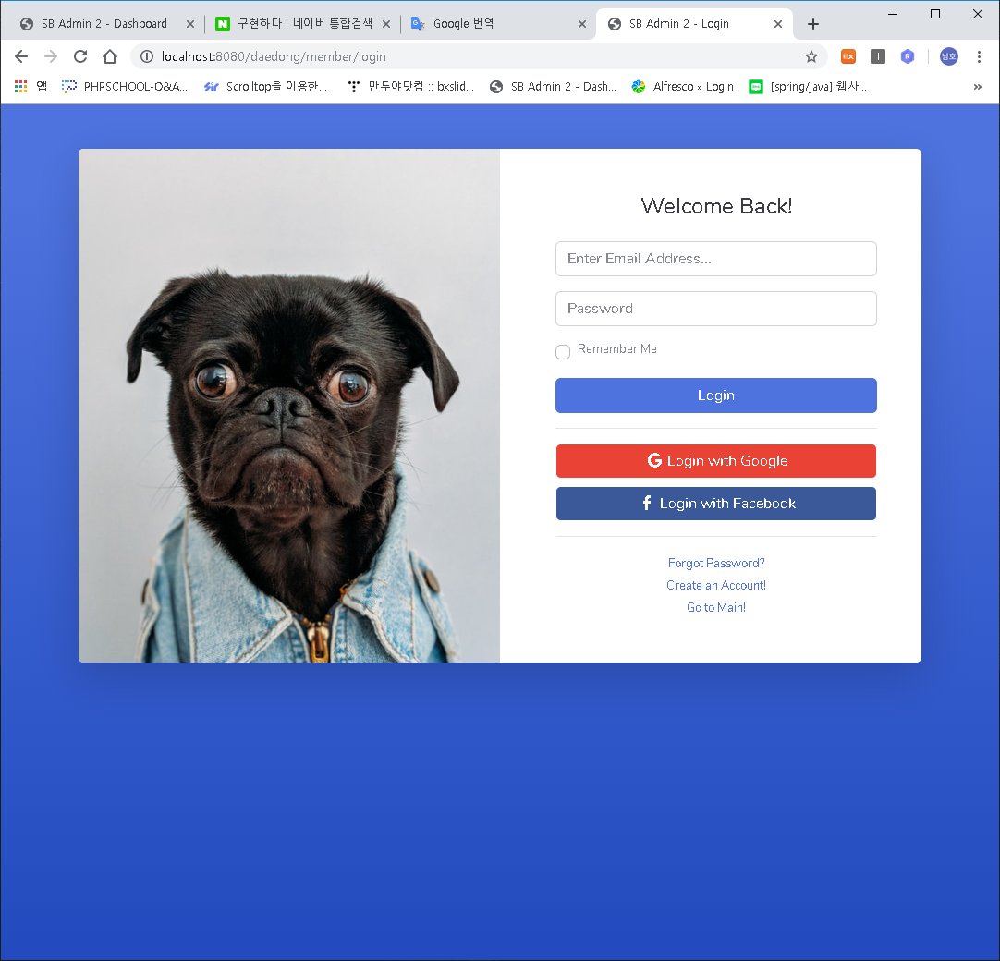 SB Admin 2 - Dashboard
구현하다 : 네이버 통합검색
Google 번역
SB Admin 2 - Login
localhost:8080/daedong/member/login
남호
앱
PHPSCHOOL-Q&A...
Scrolltop을 이용한...
만두야닷컴 :: bxslid...
SB Admin 2 - Dash...
Alfresco » Login
[spring/java] 웹사...
Welcome Back!
Enter Email Address...
Password
Remember Me
Login
Login with Google
Login with Facebook
Forgot Password?
Create an Account!
Go to Main!